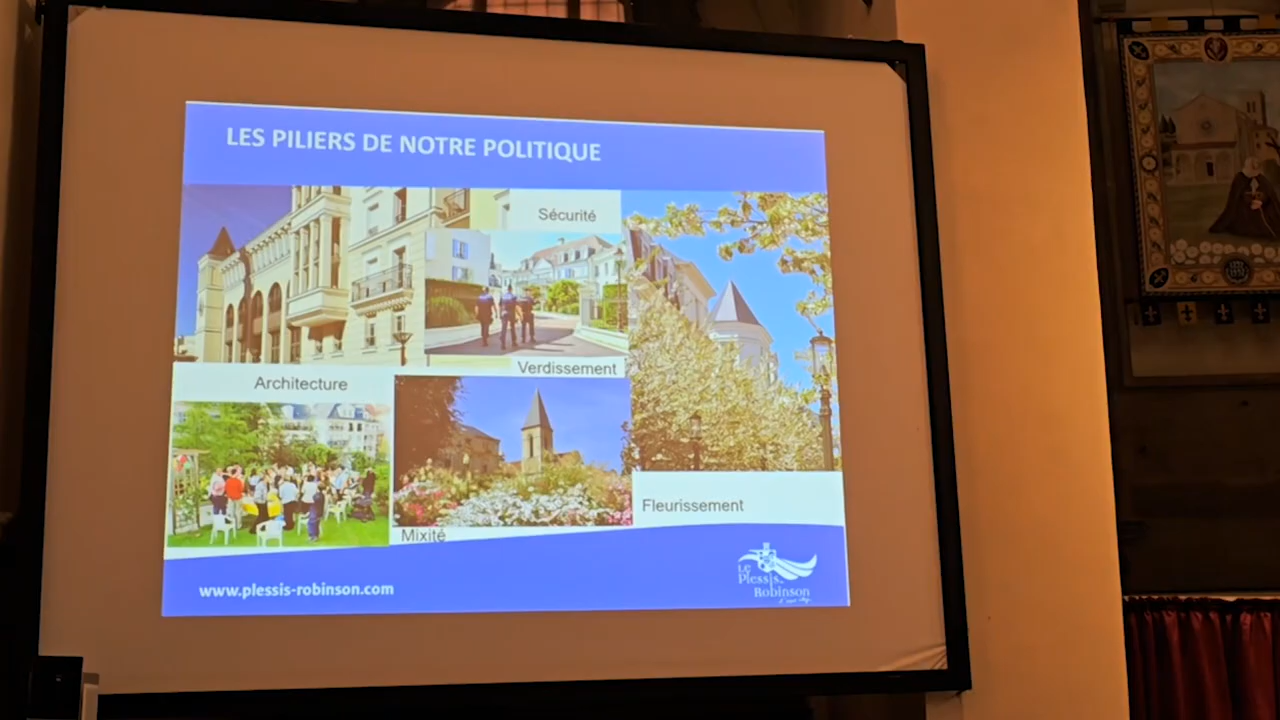 LES PILIERS DE NOTRE POLITIQUE
Sécurité
Verdissement
Architecture
Fleurissement
Mixité
www.plessis-robinson.com
Le
Plessis
Robinson